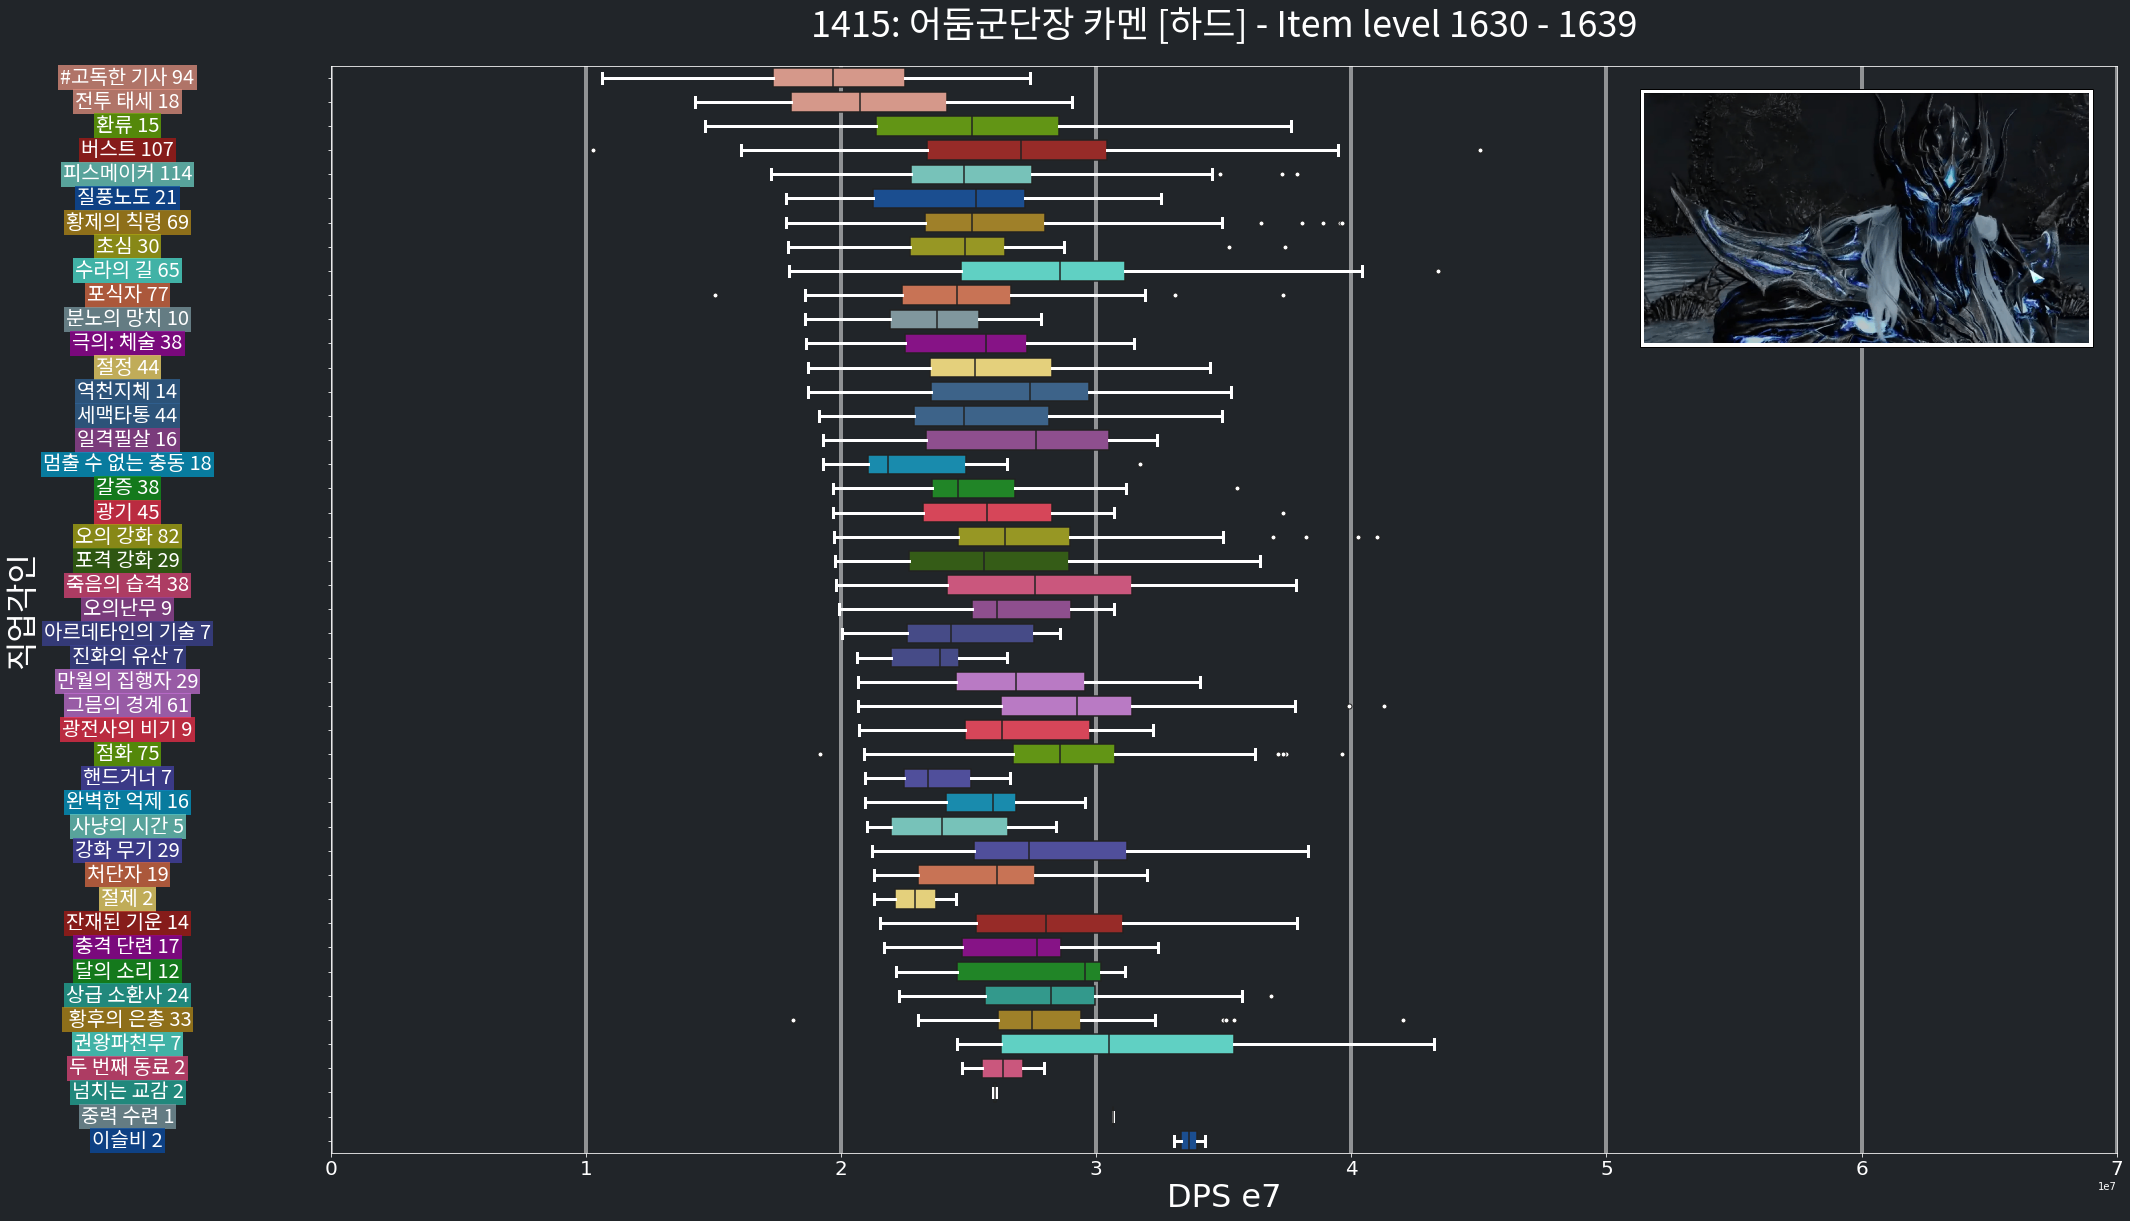 1415: 어둠군단장 카멘 [하드] - Item level 1630 - 1639
#고독한 기사 94
전투 태세 18
환류 15
버스트 107
피스메이커 114
질풍노도 21
황제의 칙령 69
초심 30
수라의 길 65
포식자 77
분노의 망치 10
극의: 체술 38
절정 44
역천지체 14
세맥타통 44
일격필살 16
멈출 수 없는 충동 18
갈증 38
광기 45
오의 강화 82
포격 강화 29
죽음의 습격 38
오의난무 9
아르데타인의 기술 7
진화의 유산 7
만월의 집행자 29
그믐의 경계 61
광전사의 비기 9
점화 75
핸드거너 7
완벽한 억제 16
사냥의 시간 5
강화 무기 29
처단자 19
절제 2
잔재된 기운 14
충격 단련 17
달의 소리 12
상급 소환사 24
황후의 은총 33
권왕파천무 7
두 번째 동료 2
넘치는 교감 2
중력 수련 1
이슬비 2
직업각인
0 1 2 3 4 5 6 7
1e7
DPS e7